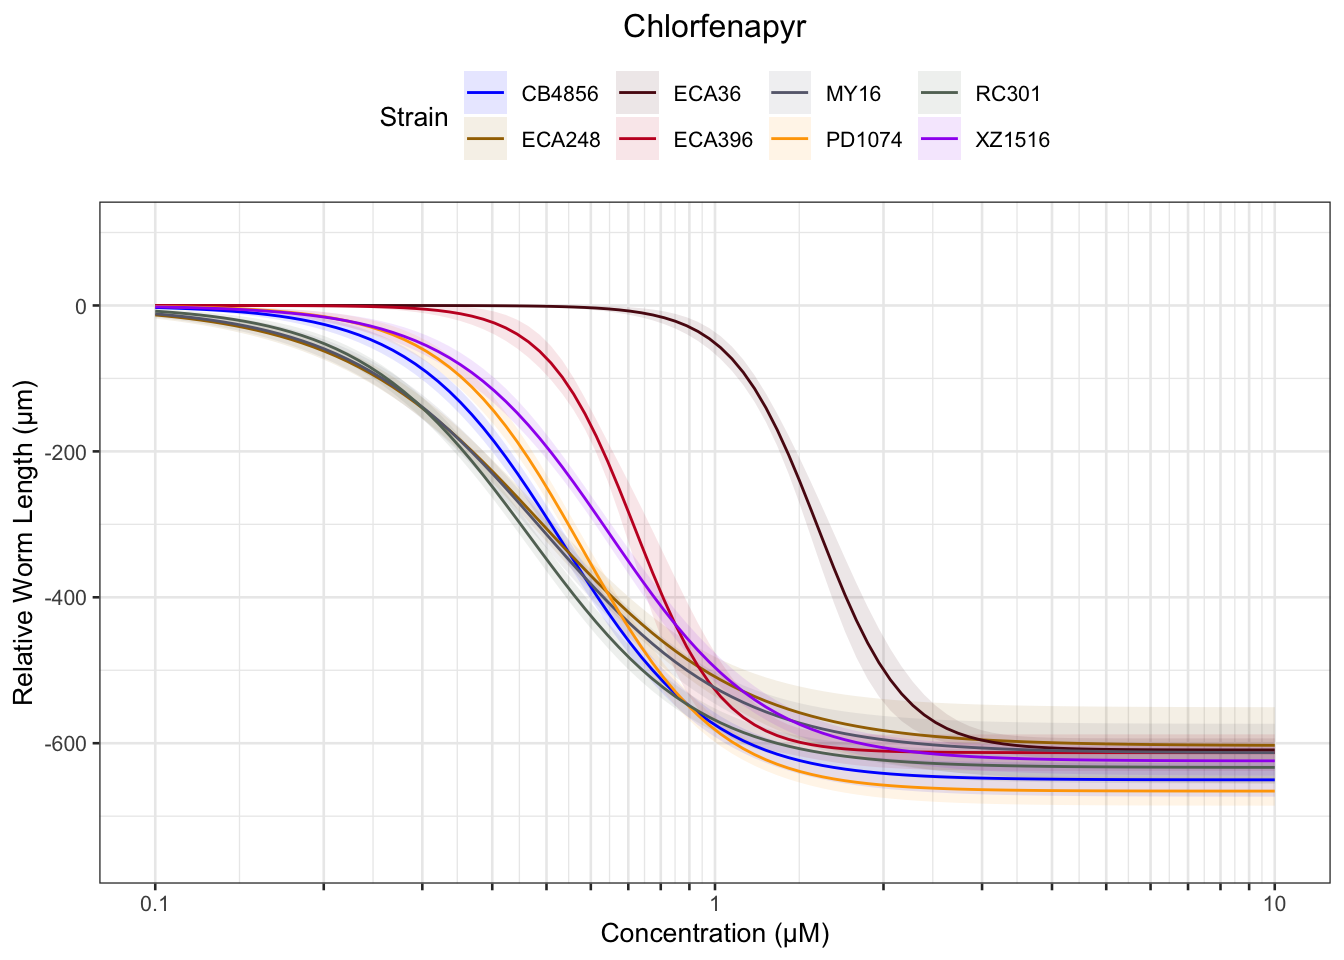 Chlorfenapyr
Strain
CB4856 ECA36 MY16 RC301
ECA248 ECA396 PD1074 XZ1516
Relative Worm Length (µm)
0
-200
-400
-600
0.1 1 10
Concentration (µM)